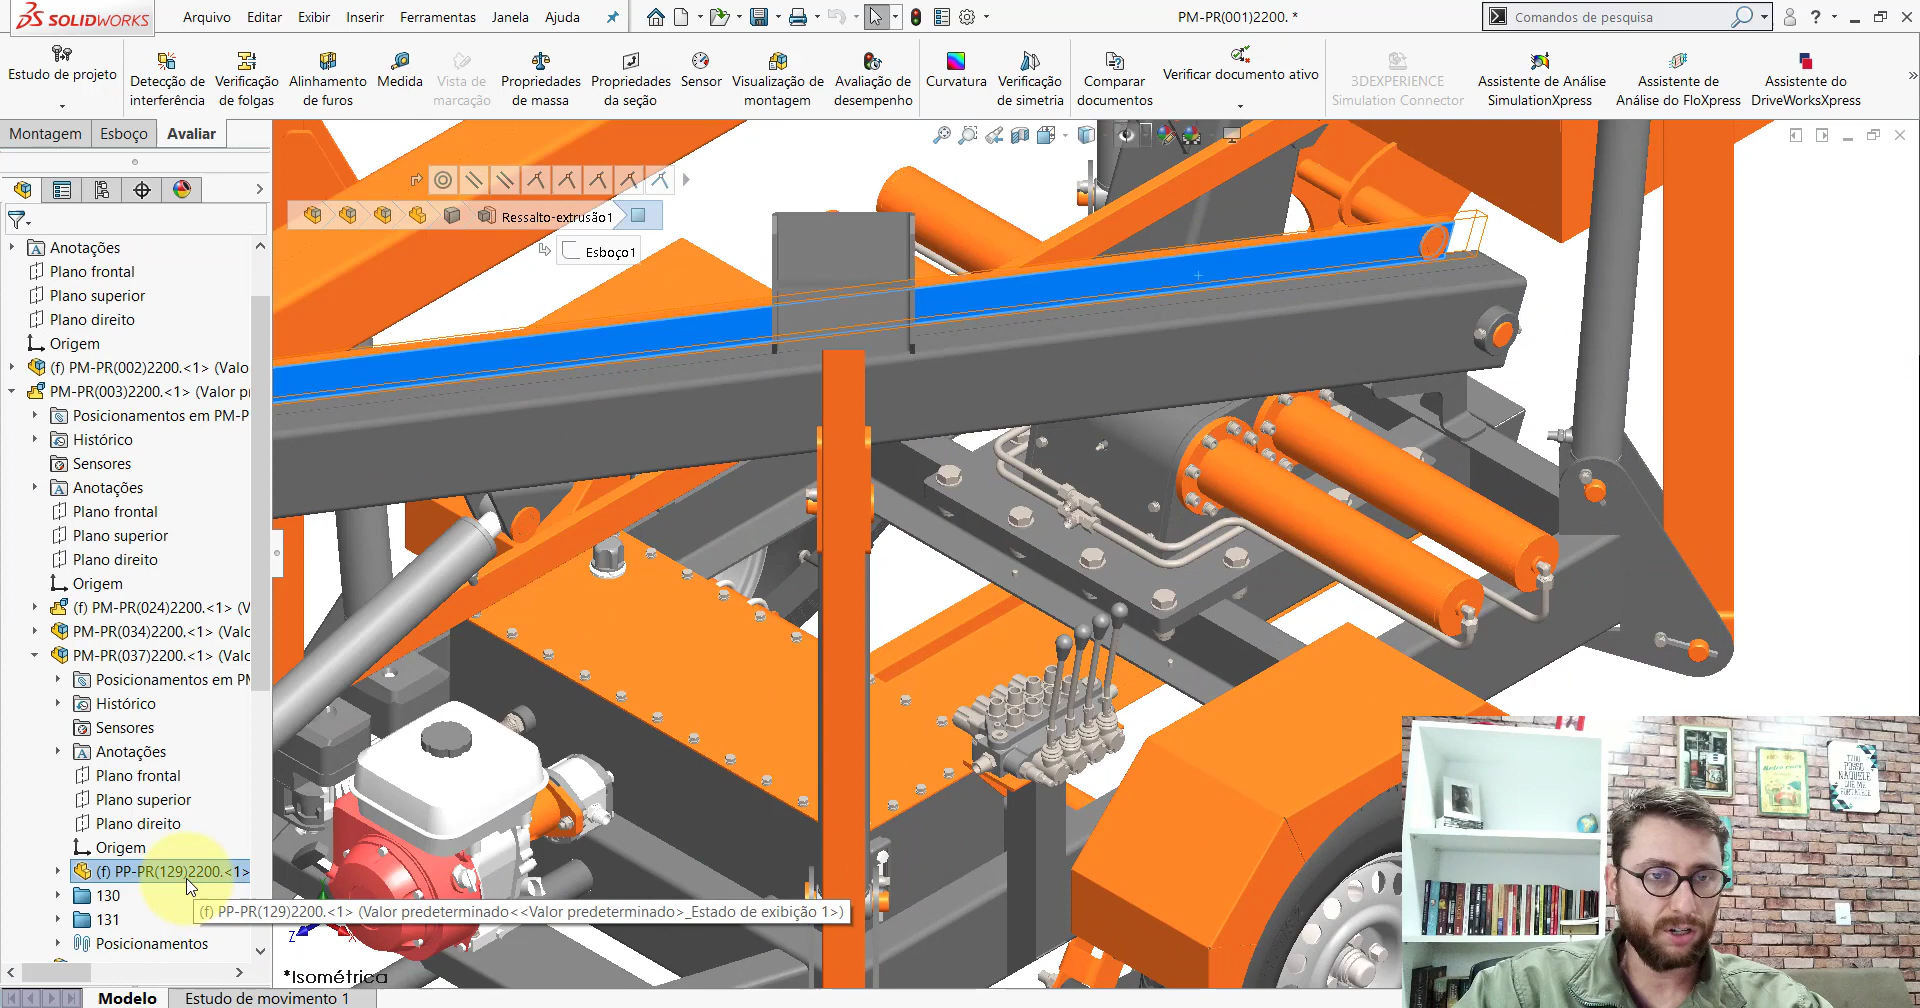 SOLIDWORKS
Arquivo Editar Exibir Inserir Ferramentas Janela Ajuda
PM-PR(001)2200. *
Comandos de pesquisa
?
Estudo de projeto
Detecção de interferência
Verificação de folgas
Alinhamento de furos
Medida
Vista de marcação
Propriedades de massa
Propriedades da seção
Sensor
Visualização de montagem
Avaliação de desempenho
Curvatura
Verificação de simetria
Comparar documentos
Verificar documento ativo
3DEXPERIENCE Simulation Connector
Assistente de Análise SimulationXpress
Assistente de Análise do FloXpress
Assistente do DriveWorksXpress
Montagem Esboço Avaliar
Ressalto-extrusão1
Esboço1
Anotações
Plano frontal
Plano superior
Plano direito
Origem
(f) PM-PR(002)2200.<1> (Valo
PM-PR(003)2200.<1> (Valor pr
Posicionamentos em PM-P
Histórico
Sensores
Anotações
Plano frontal
Plano superior
Plano direito
Origem
(f) PM-PR(024)2200.<1> (V
PM-PR(034)2200.<1> (Valc
PM-PR(037)2200.<1> (Valc
Posicionamentos em PM
Histórico
Sensores
Anotações
Plano frontal
Plano superior
Plano direito
Origem
(f) PP-PR(129)2200.<1>
130
(f) PP-PR(129)2200.<1> (Valor predeterminado<<Valor predeterminado>_Estado de exibição 1>)
131
Posicionamentos
Z
X
*Isométrica
Modelo Estudo de movimento 1